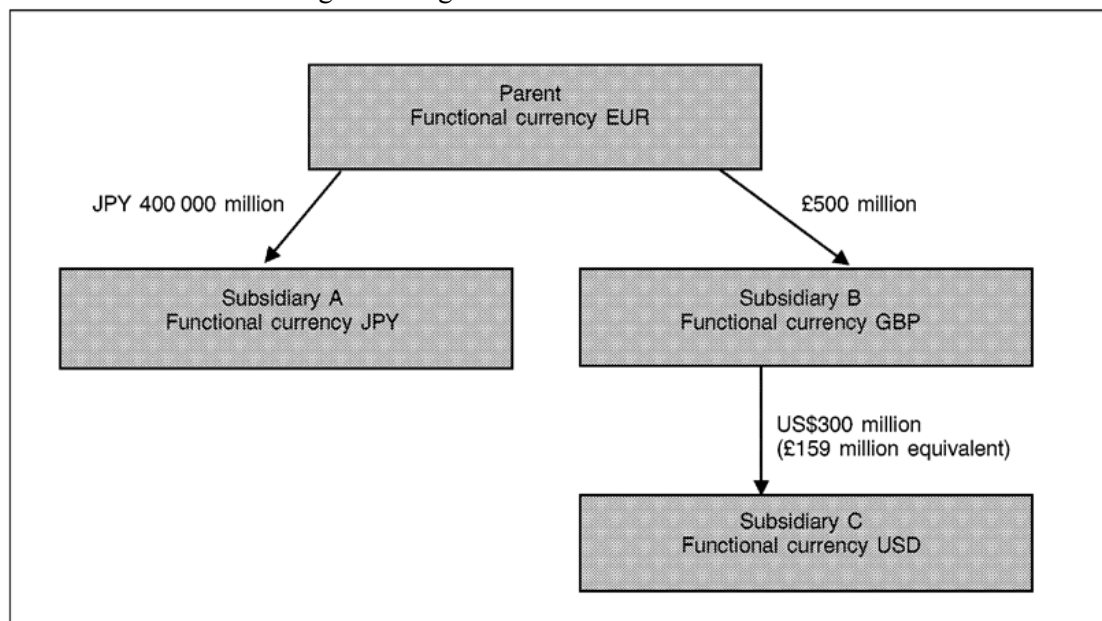 Parent
Functional currency EUR
JPY 400 000 million
£500 million
Subsidiary A
Functional currency JPY
Subsidiary B
Functional currency GBP
US$300 million
(£159 million equivalent)
Subsidiary C
Functional currency USD